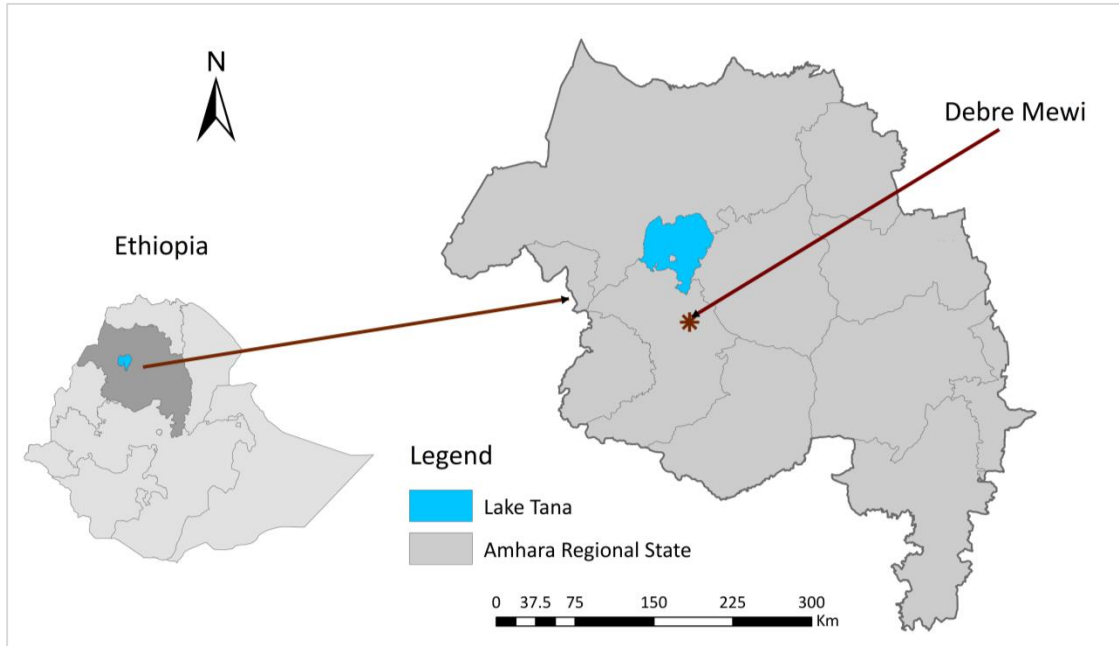 N
Debre Mewi
Ethiopia
Legend
Lake Tana
Amhara Regional State
0 37.5 75 150 225 300
Km